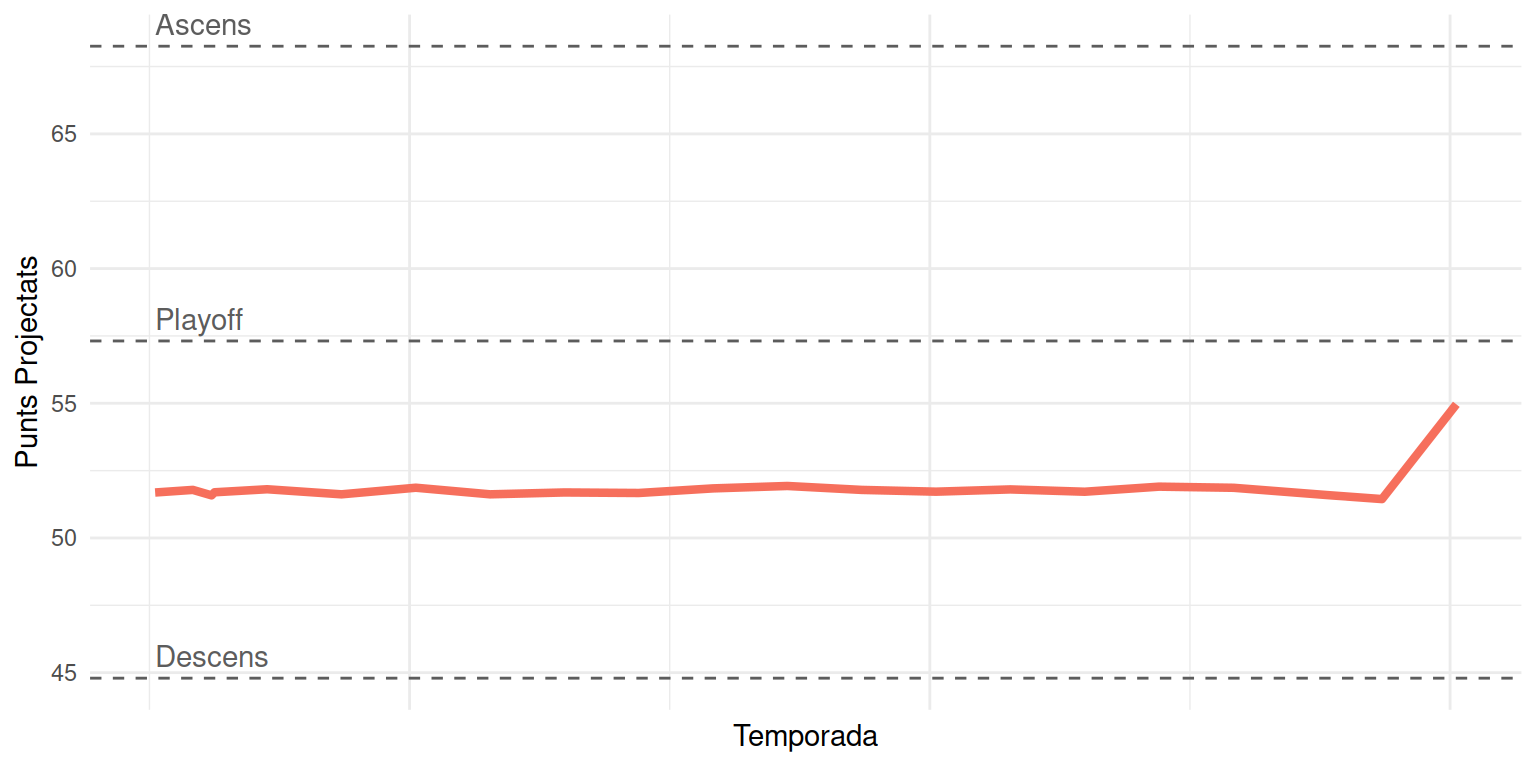 Ascens
65
60
Playoff
55
50
Descens
45
Punts Projectats
Temporada